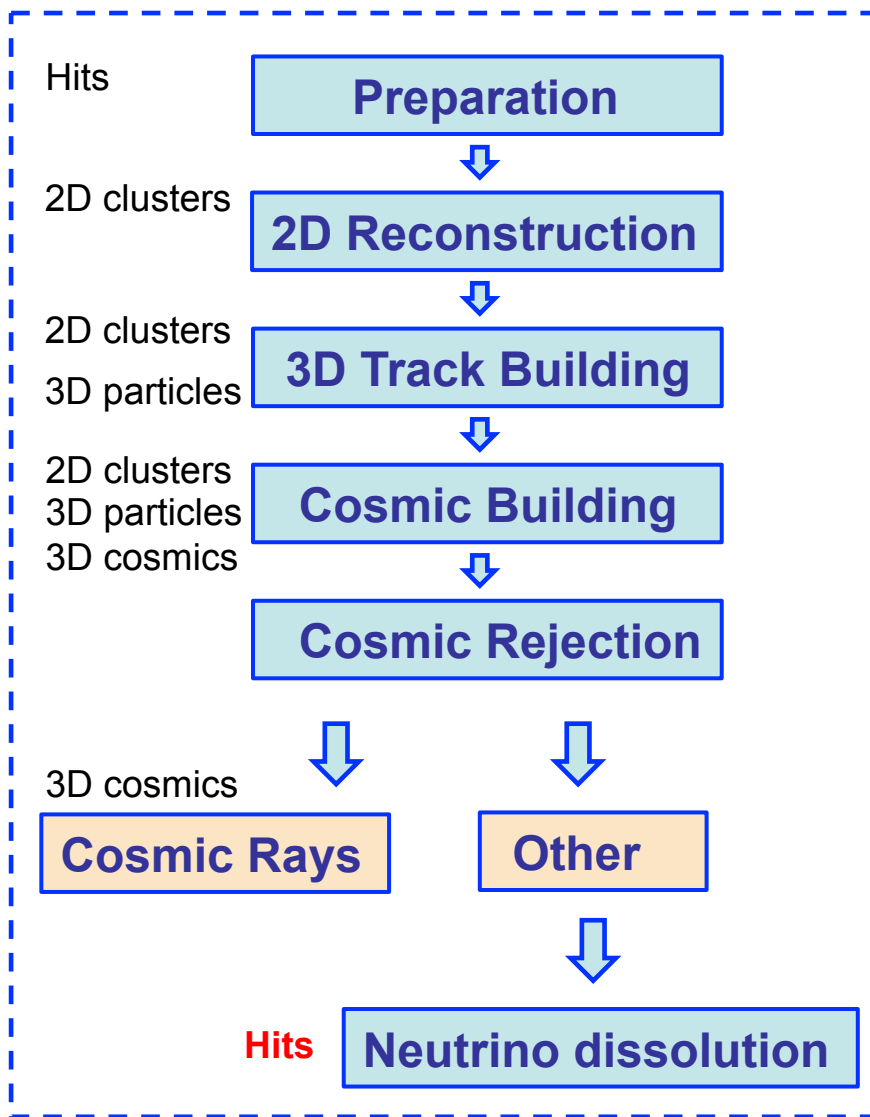 Hits
Preparation
2D clusters
2D Reconstruction
2D clusters
3D particles
3D Track Building
2D clusters
3D particles
3D cosmics
Cosmic Building
Cosmic Rejection
3D cosmics
Cosmic Rays
Other
Hits
Neutrino dissolution